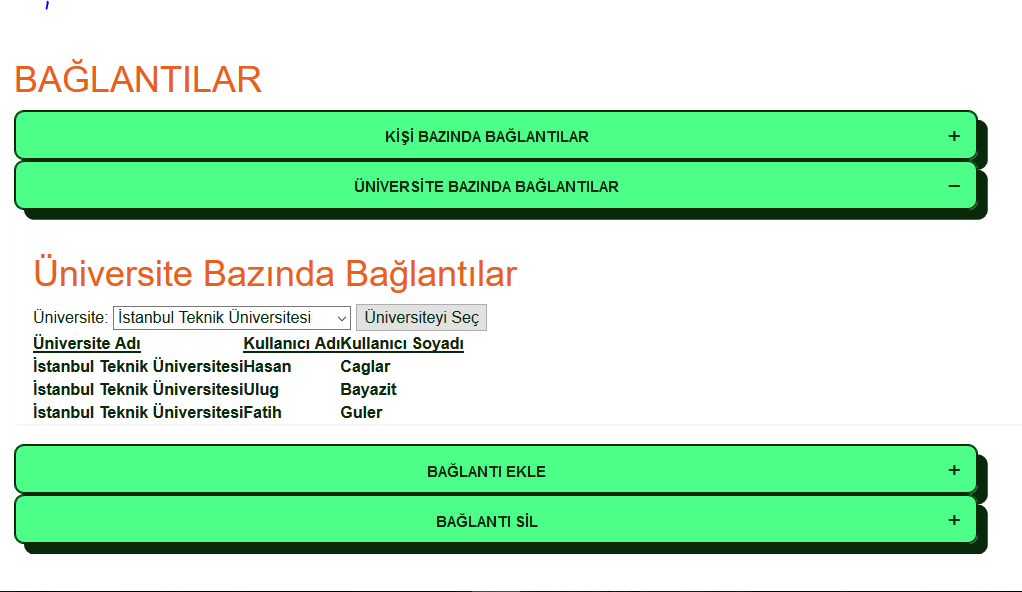 BAĞLANTILAR
KİŞİ BAZINDA BAĞLANTILAR +
ÜNİVERSİTE BAZINDA BAĞLANTILAR −
Üniversite Bazında Bağlantılar
Üniversite: İstanbul Teknik Üniversitesi Üniversiteyi Seç
Üniversite Adı Kullanıcı Adı Kullanıcı Soyadı
İstanbul Teknik Üniversitesi Hasan Caglar
İstanbul Teknik Üniversitesi Ulug Bayazit
İstanbul Teknik Üniversitesi Fatih Guler
BAĞLANTI EKLE +
BAĞLANTI SİL +